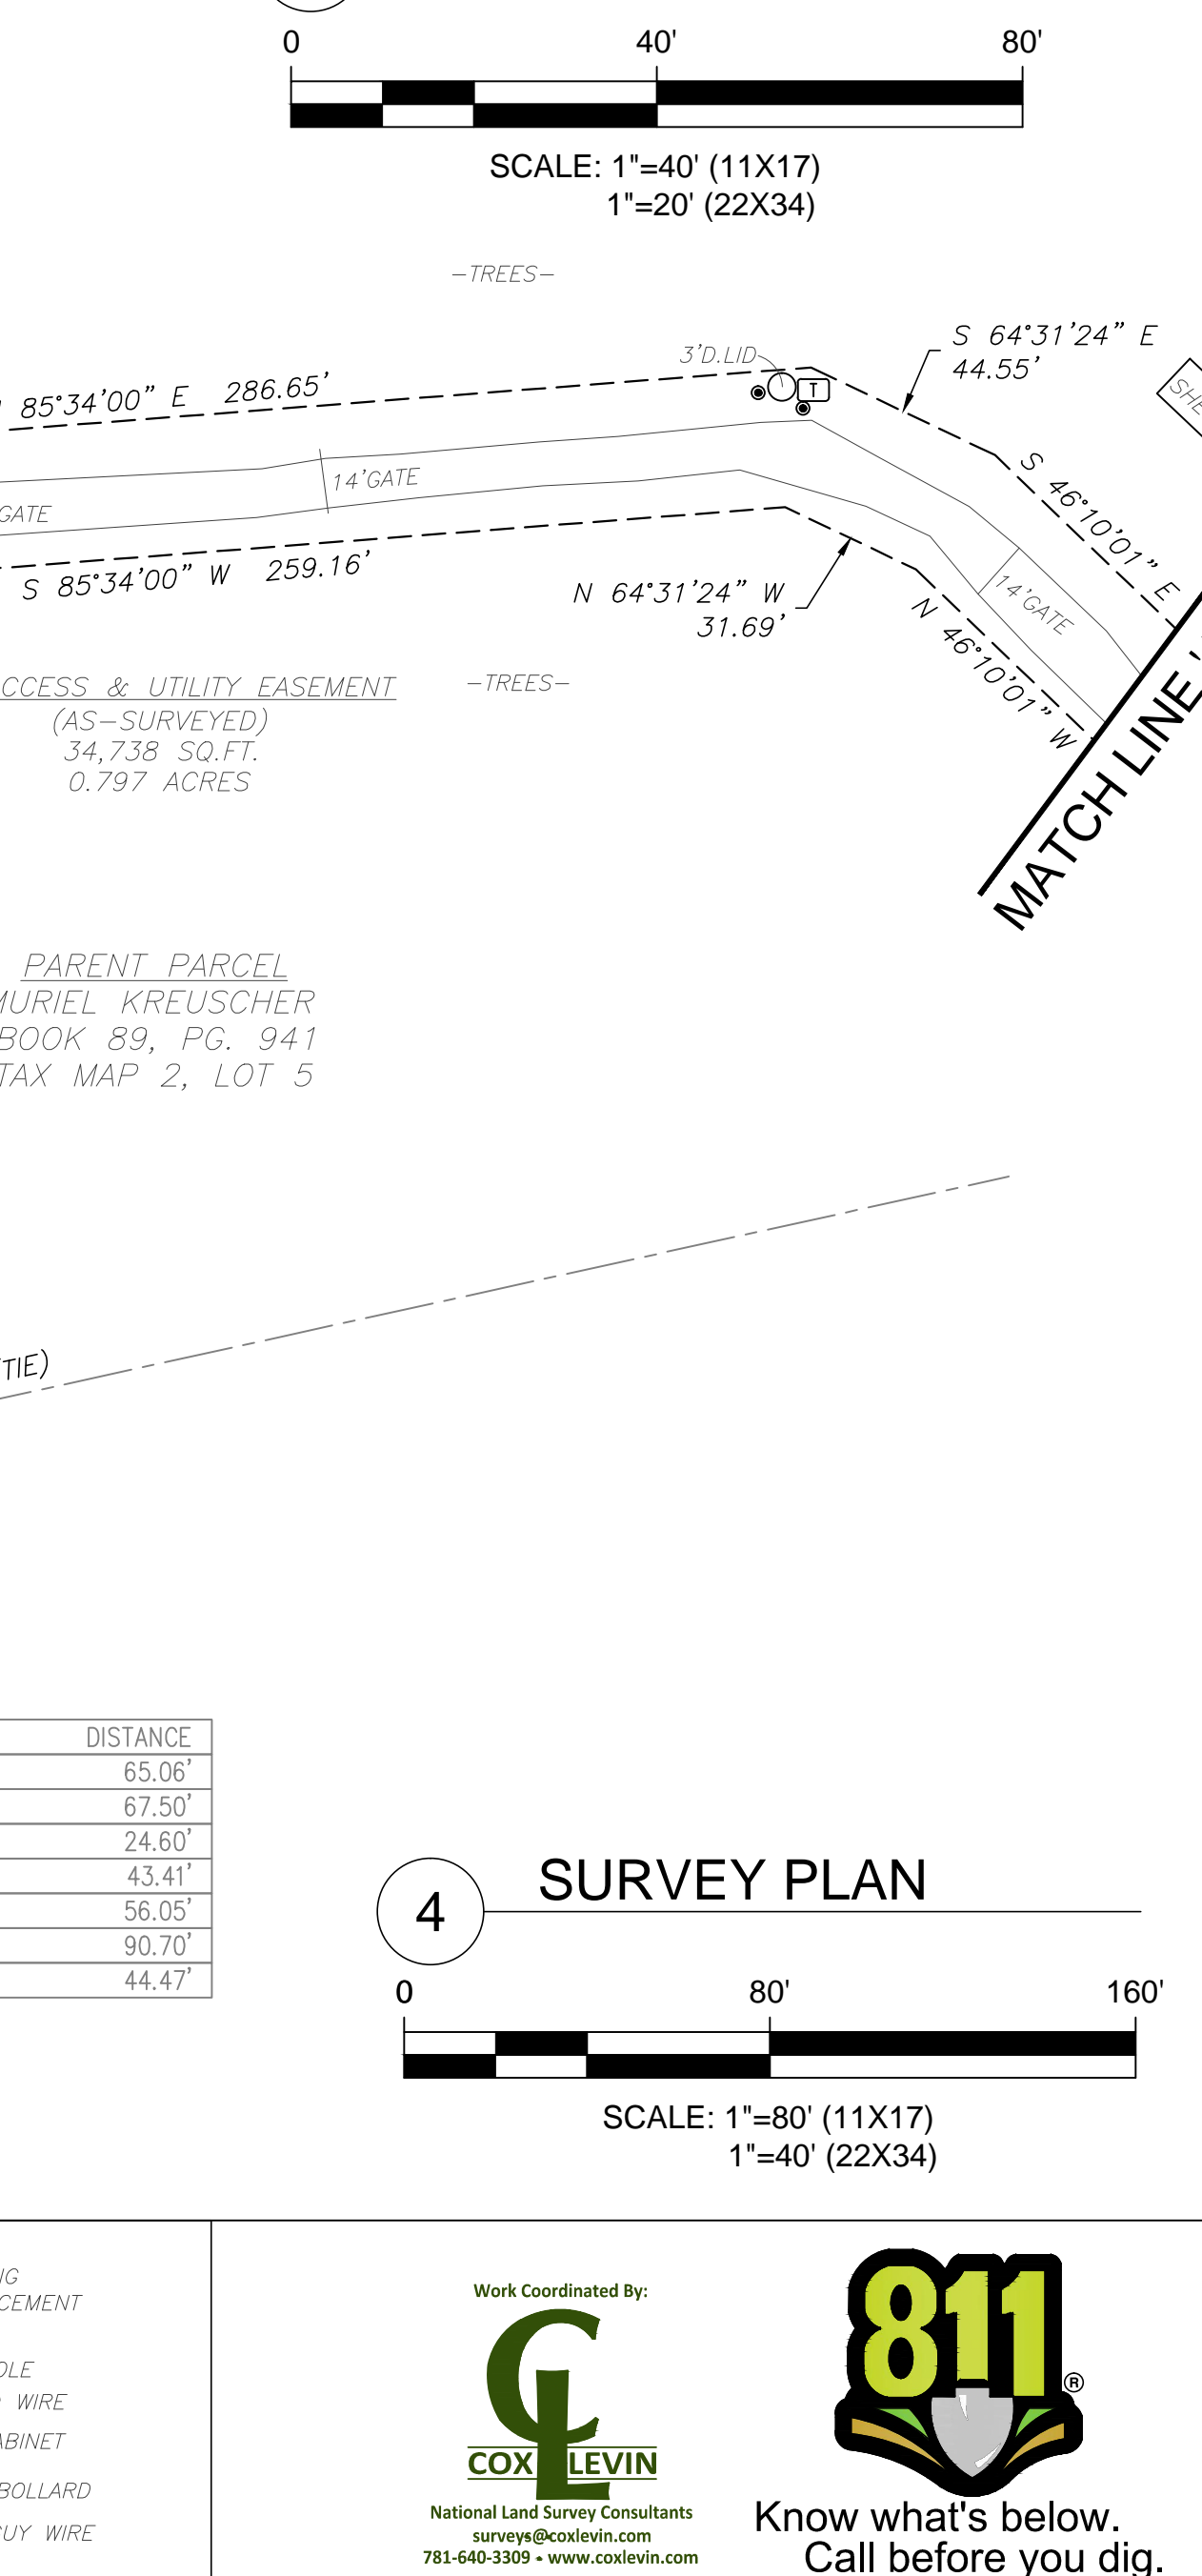 0 40' 80'
SCALE: 1"=40' (11X17)
1"=20' (22X34)
-TREES-
3'D.LID
T
S 64°31'24" E
44.55'
85°34'00" E 286.65'
14'GATE
GATE
S 46°10'01" E
S 85°34'00" W 259.16'
N 64°31'24" W
31.69'
14'GATE
N 46°10'01" W
MATCH LINE
CCESS & UTILITY EASEMENT
(AS-SURVEYED)
34,738 SQ.FT.
0.797 ACRES
-TREES-
PARENT PARCEL
MURIEL KREUSCHER
BOOK 89, PG. 941
TAX MAP 2, LOT 5
TIE)
DISTANCE
65.06'
67.50'
24.60'
43.41'
56.05'
90.70'
44.47'
4 SURVEY PLAN
0 80' 160'
SCALE: 1"=80' (11X17)
1"=40' (22X34)
CEMENT
OLE
WIRE
ABINET
BOLLARD
UY WIRE
Work Coordinated By:
CL
COX LEVIN
National Land Survey Consultants
surveys@coxlevin.com
781-640-3309 • www.coxlevin.com
811®
Know what's below.
Call before you dig.